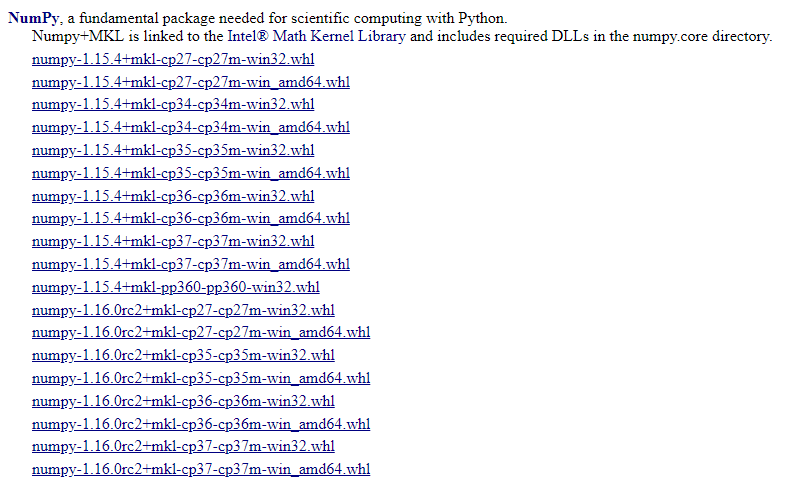 NumPy, a fundamental package needed for scientific computing with Python.
Numpy+MKL is linked to the Intel® Math Kernel Library and includes required DLLs in the numpy.core directory.
numpy-1.15.4+mkl-cp27-cp27m-win32.whl
numpy-1.15.4+mkl-cp27-cp27m-win_amd64.whl
numpy-1.15.4+mkl-cp34-cp34m-win32.whl
numpy-1.15.4+mkl-cp34-cp34m-win_amd64.whl
numpy-1.15.4+mkl-cp35-cp35m-win32.whl
numpy-1.15.4+mkl-cp35-cp35m-win_amd64.whl
numpy-1.15.4+mkl-cp36-cp36m-win32.whl
numpy-1.15.4+mkl-cp36-cp36m-win_amd64.whl
numpy-1.15.4+mkl-cp37-cp37m-win32.whl
numpy-1.15.4+mkl-cp37-cp37m-win_amd64.whl
numpy-1.15.4+mkl-pp360-pp360-win32.whl
numpy-1.16.0rc2+mkl-cp27-cp27m-win32.whl
numpy-1.16.0rc2+mkl-cp27-cp27m-win_amd64.whl
numpy-1.16.0rc2+mkl-cp35-cp35m-win32.whl
numpy-1.16.0rc2+mkl-cp35-cp35m-win_amd64.whl
numpy-1.16.0rc2+mkl-cp36-cp36m-win32.whl
numpy-1.16.0rc2+mkl-cp36-cp36m-win_amd64.whl
numpy-1.16.0rc2+mkl-cp37-cp37m-win32.whl
numpy-1.16.0rc2+mkl-cp37-cp37m-win_amd64.whl